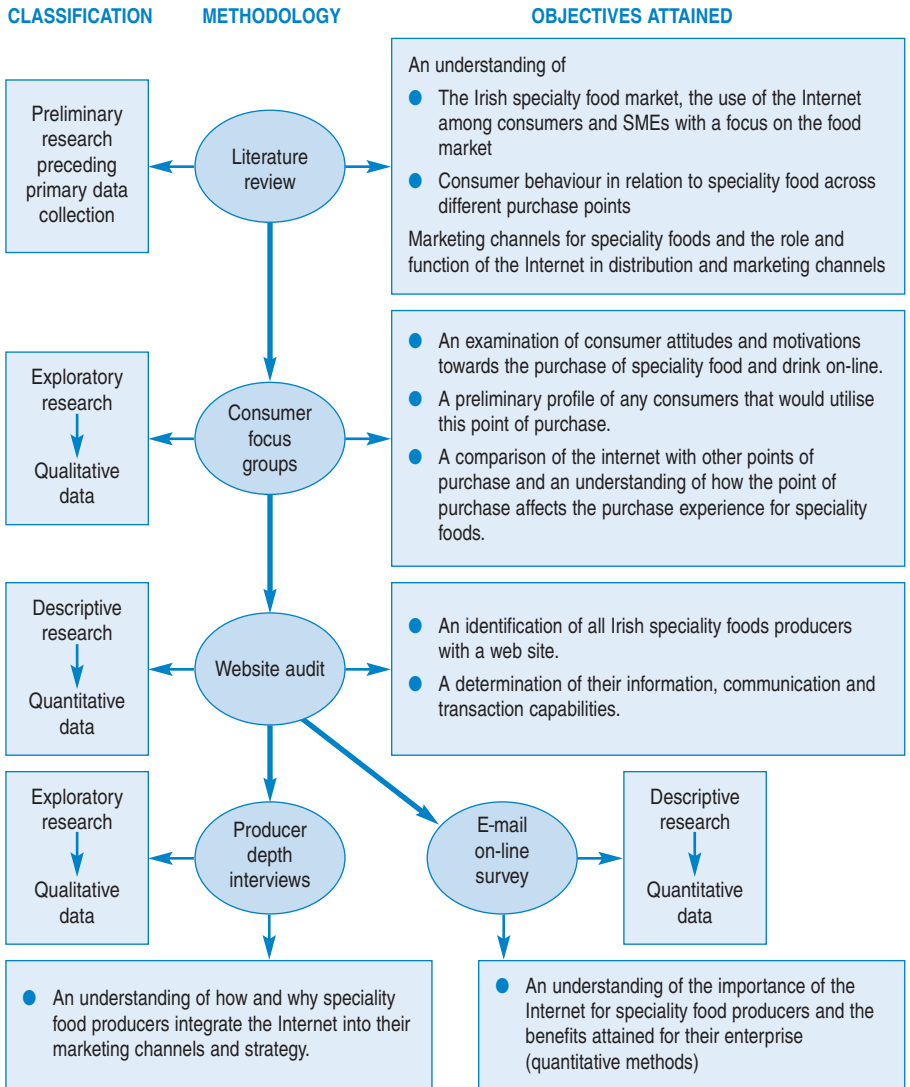 CLASSIFICATION
METHODOLOGY
OBJECTIVES ATTAINED
Preliminary
research
preceding
primary data
collection
Literature
review
An understanding of
● The Irish specialty food market, the use of the Internet
among consumers and SMEs with a focus on the food
market
● Consumer behaviour in relation to speciality food across
different purchase points
Marketing channels for speciality foods and the role and
function of the Internet in distribution and marketing channels
Exploratory
research
Qualitative
data
Consumer
focus
groups
● An examination of consumer attitudes and motivations
towards the purchase of speciality food and drink on-line.
● A preliminary profile of any consumers that would utilise
this point of purchase.
● A comparison of the internet with other points of
purchase and an understanding of how the point of
purchase affects the purchase experience for speciality
foods.
Descriptive
research
Quantitative
data
Website audit
● An identification of all Irish speciality foods producers
with a web site.
● A determination of their information, communication and
transaction capabilities.
Exploratory
research
Qualitative
data
Producer
depth
interviews
E-mail
on-line
survey
Descriptive
research
Quantitative
data
● An understanding of how and why speciality
food producers integrate the Internet into their
marketing channels and strategy.
● An understanding of the importance of the
Internet for speciality food producers and the
benefits attained for their enterprise
(quantitative methods)